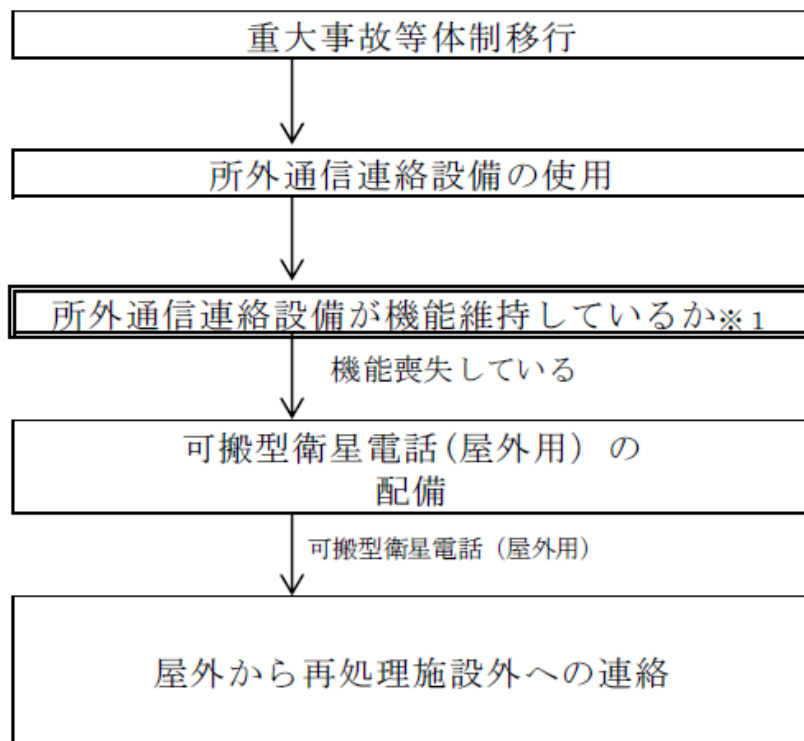 重大事故等体制移行
所外通信連絡設備の使用
所外通信連絡設備が機能維持しているか※1
機能喪失している
可搬型衛星電話(屋外用)の
配備
可搬型衛星電話(屋外用)
屋外から再処理施設外への連絡